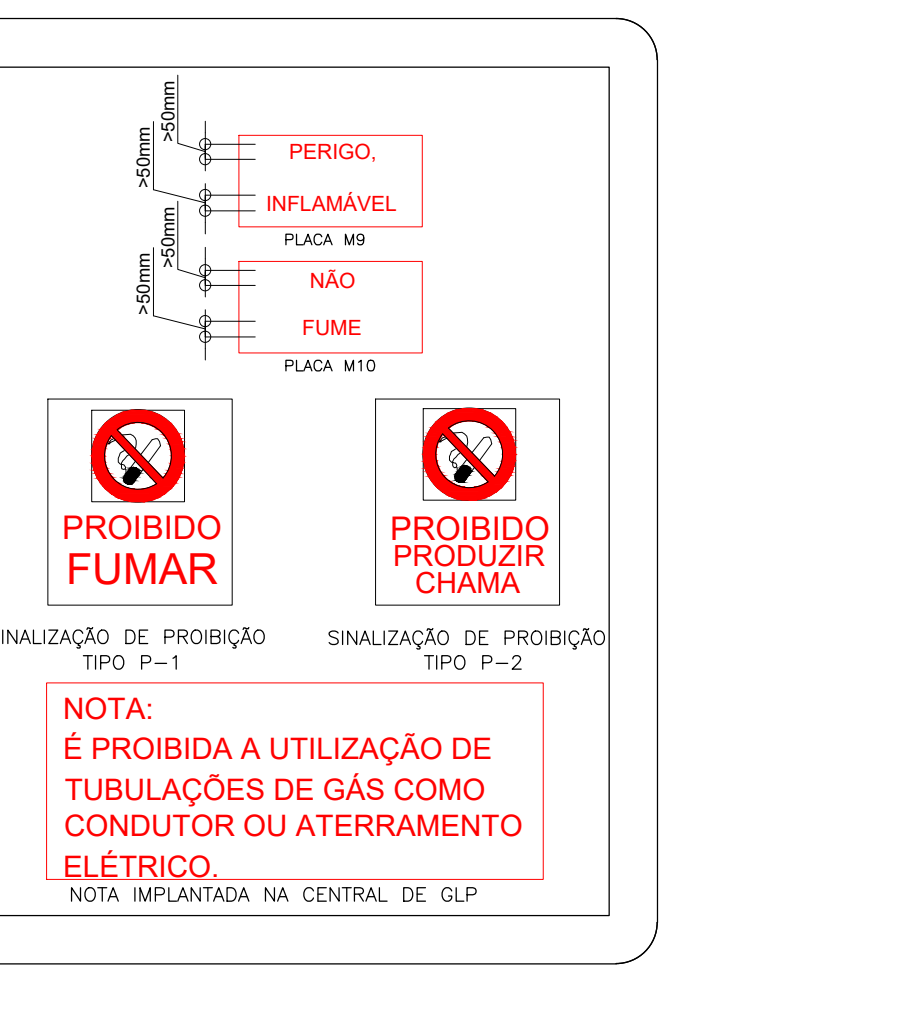 >50mm
>50mm
PERIGO,
INFLAMÁVEL
PLACA M9
>50mm
>50mm
NÃO
FUME
PLACA M10
PROIBIDO
FUMAR
PROIBIDO
PRODUZIR
CHAMA
INALIZAÇÃO DE PROIBIÇÃO
TIPO P-1
SINALIZAÇÃO DE PROIBIÇÃO
TIPO P-2
NOTA:
É PROIBIDA A UTILIZAÇÃO DE
TUBULAÇÕES DE GÁS COMO
CONDUTOR OU ATERRAMENTO
ELÉTRICO.
NOTA IMPLANTADA NA CENTRAL DE GLP